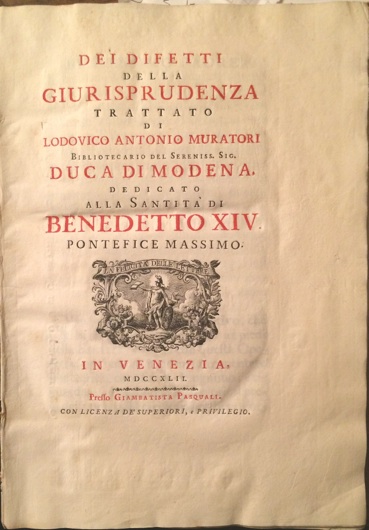 DEI DIFETTI
DELLA
GIURISPRUDENZA
TRATTATO
DI
LODOVICO ANTONIO MURATORI
BIBLIOTECARIO DEL SERENISS. SIG.
DUCA DI MODENA,
DEDICATO
ALLA SANTITA' DI
BENEDETTO XIV.
PONTEFICE MASSIMO.
IN VENEZIA,
MDCCXLII.
Presso GIAMBATISTA PASQUALI.
CON LICENZA DE' SUPERIORI, e PRIVILEGIO.